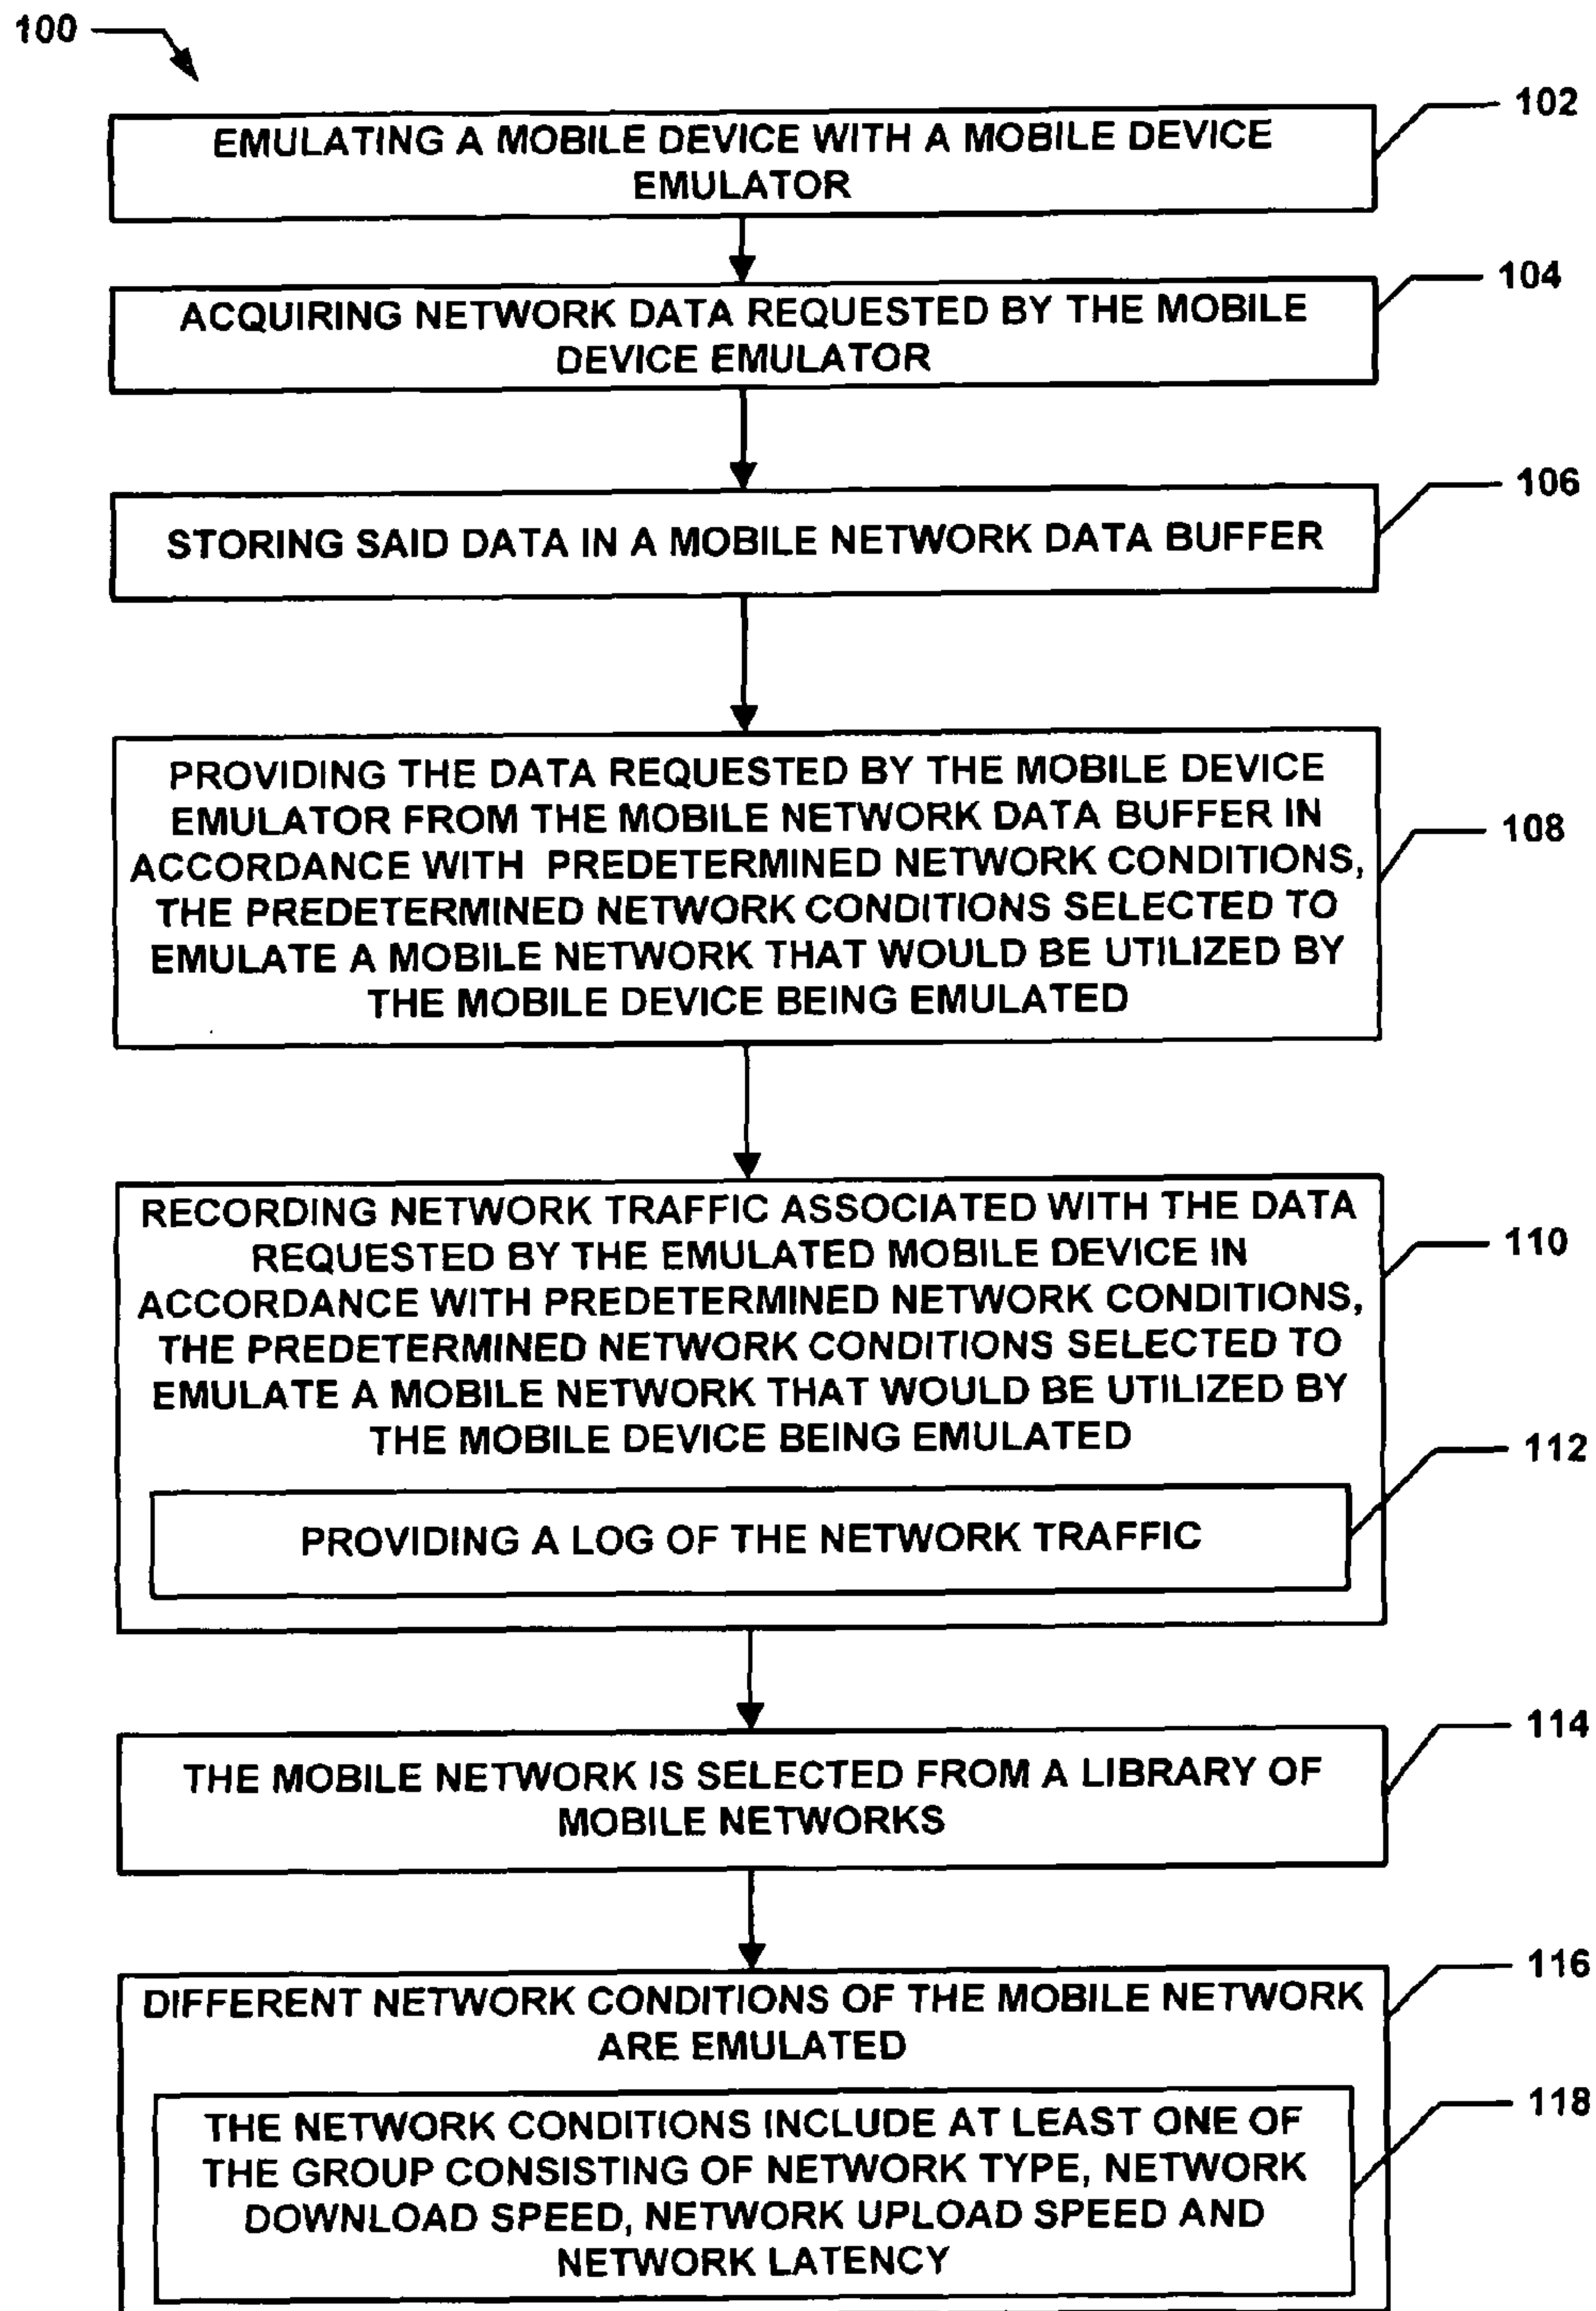 100
102
EMULATING A MOBILE DEVICE WITH A MOBILE DEVICE
EMULATOR
104
ACQUIRING NETWORK DATA REQUESTED BY THE MOBILE
DEVICE EMULATOR
106
STORING SAID DATA IN A MOBILE NETWORK DATA BUFFER
PROVIDING THE DATA REQUESTED BY THE MOBILE DEVICE
EMULATOR FROM THE MOBILE NETWORK DATA BUFFER IN
ACCORDANCE WITH PREDETERMINED NETWORK CONDITIONS,
THE PREDETERMINED NETWORK CONDITIONS SELECTED TO
EMULATE A MOBILE NETWORK THAT WOULD BE UTILIZED BY
THE MOBILE DEVICE BEING EMULATED
108
RECORDING NETWORK TRAFFIC ASSOCIATED WITH THE DATA
REQUESTED BY THE EMULATED MOBILE DEVICE IN
ACCORDANCE WITH PREDETERMINED NETWORK CONDITIONS,
THE PREDETERMINED NETWORK CONDITIONS SELECTED TO
EMULATE A MOBILE NETWORK THAT WOULD BE UTILIZED BY
THE MOBILE DEVICE BEING EMULATED
110
112
PROVIDING A LOG OF THE NETWORK TRAFFIC
114
THE MOBILE NETWORK IS SELECTED FROM A LIBRARY OF
MOBILE NETWORKS
116
DIFFERENT NETWORK CONDITIONS OF THE MOBILE NETWORK
ARE EMULATED
118
THE NETWORK CONDITIONS INCLUDE AT LEAST ONE OF
THE GROUP CONSISTING OF NETWORK TYPE, NETWORK
DOWNLOAD SPEED, NETWORK UPLOAD SPEED AND
NETWORK LATENCY